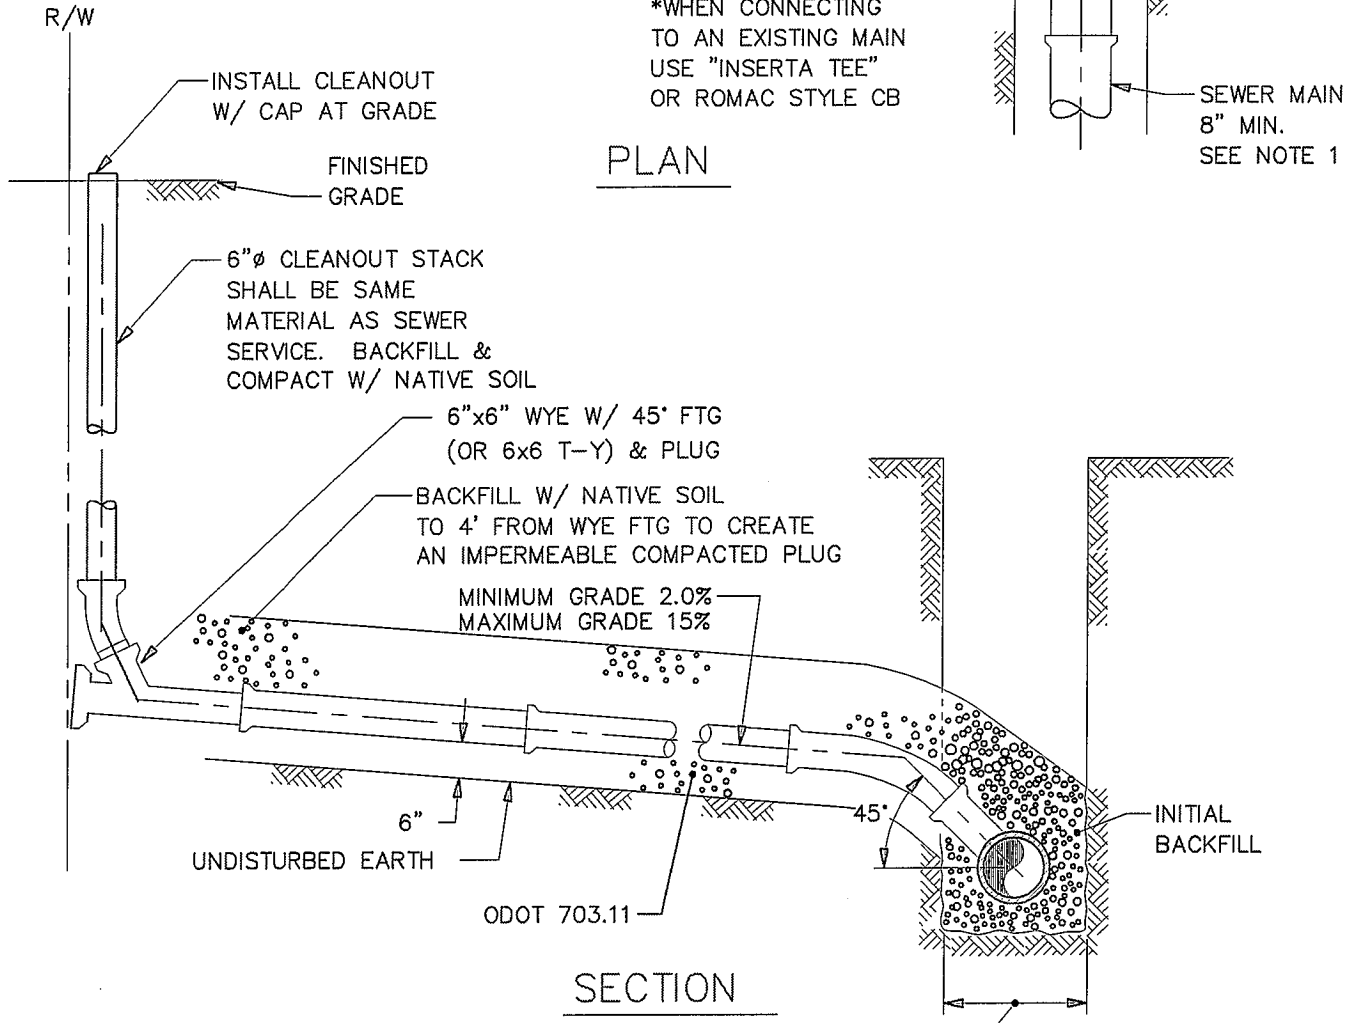 R/W
*WHEN CONNECTING
TO AN EXISTING MAIN
USE "INSERTA TEE"
OR ROMAC STYLE CB
INSTALL CLEANOUT
W/ CAP AT GRADE
SEWER MAIN
8" MIN.
SEE NOTE 1
PLAN
FINISHED
GRADE
6"ø CLEANOUT STACK
SHALL BE SAME
MATERIAL AS SEWER
SERVICE. BACKFILL &
COMPACT W/ NATIVE SOIL
6"x6" WYE W/ 45° FTG
(OR 6x6 T-Y) & PLUG
BACKFILL W/ NATIVE SOIL
TO 4' FROM WYE FTG TO CREATE
AN IMPERMEABLE COMPACTED PLUG
MINIMUM GRADE 2.0%
MAXIMUM GRADE 15%
6"
45°
INITIAL
BACKFILL
UNDISTURBED EARTH
ODOT 703.11
SECTION